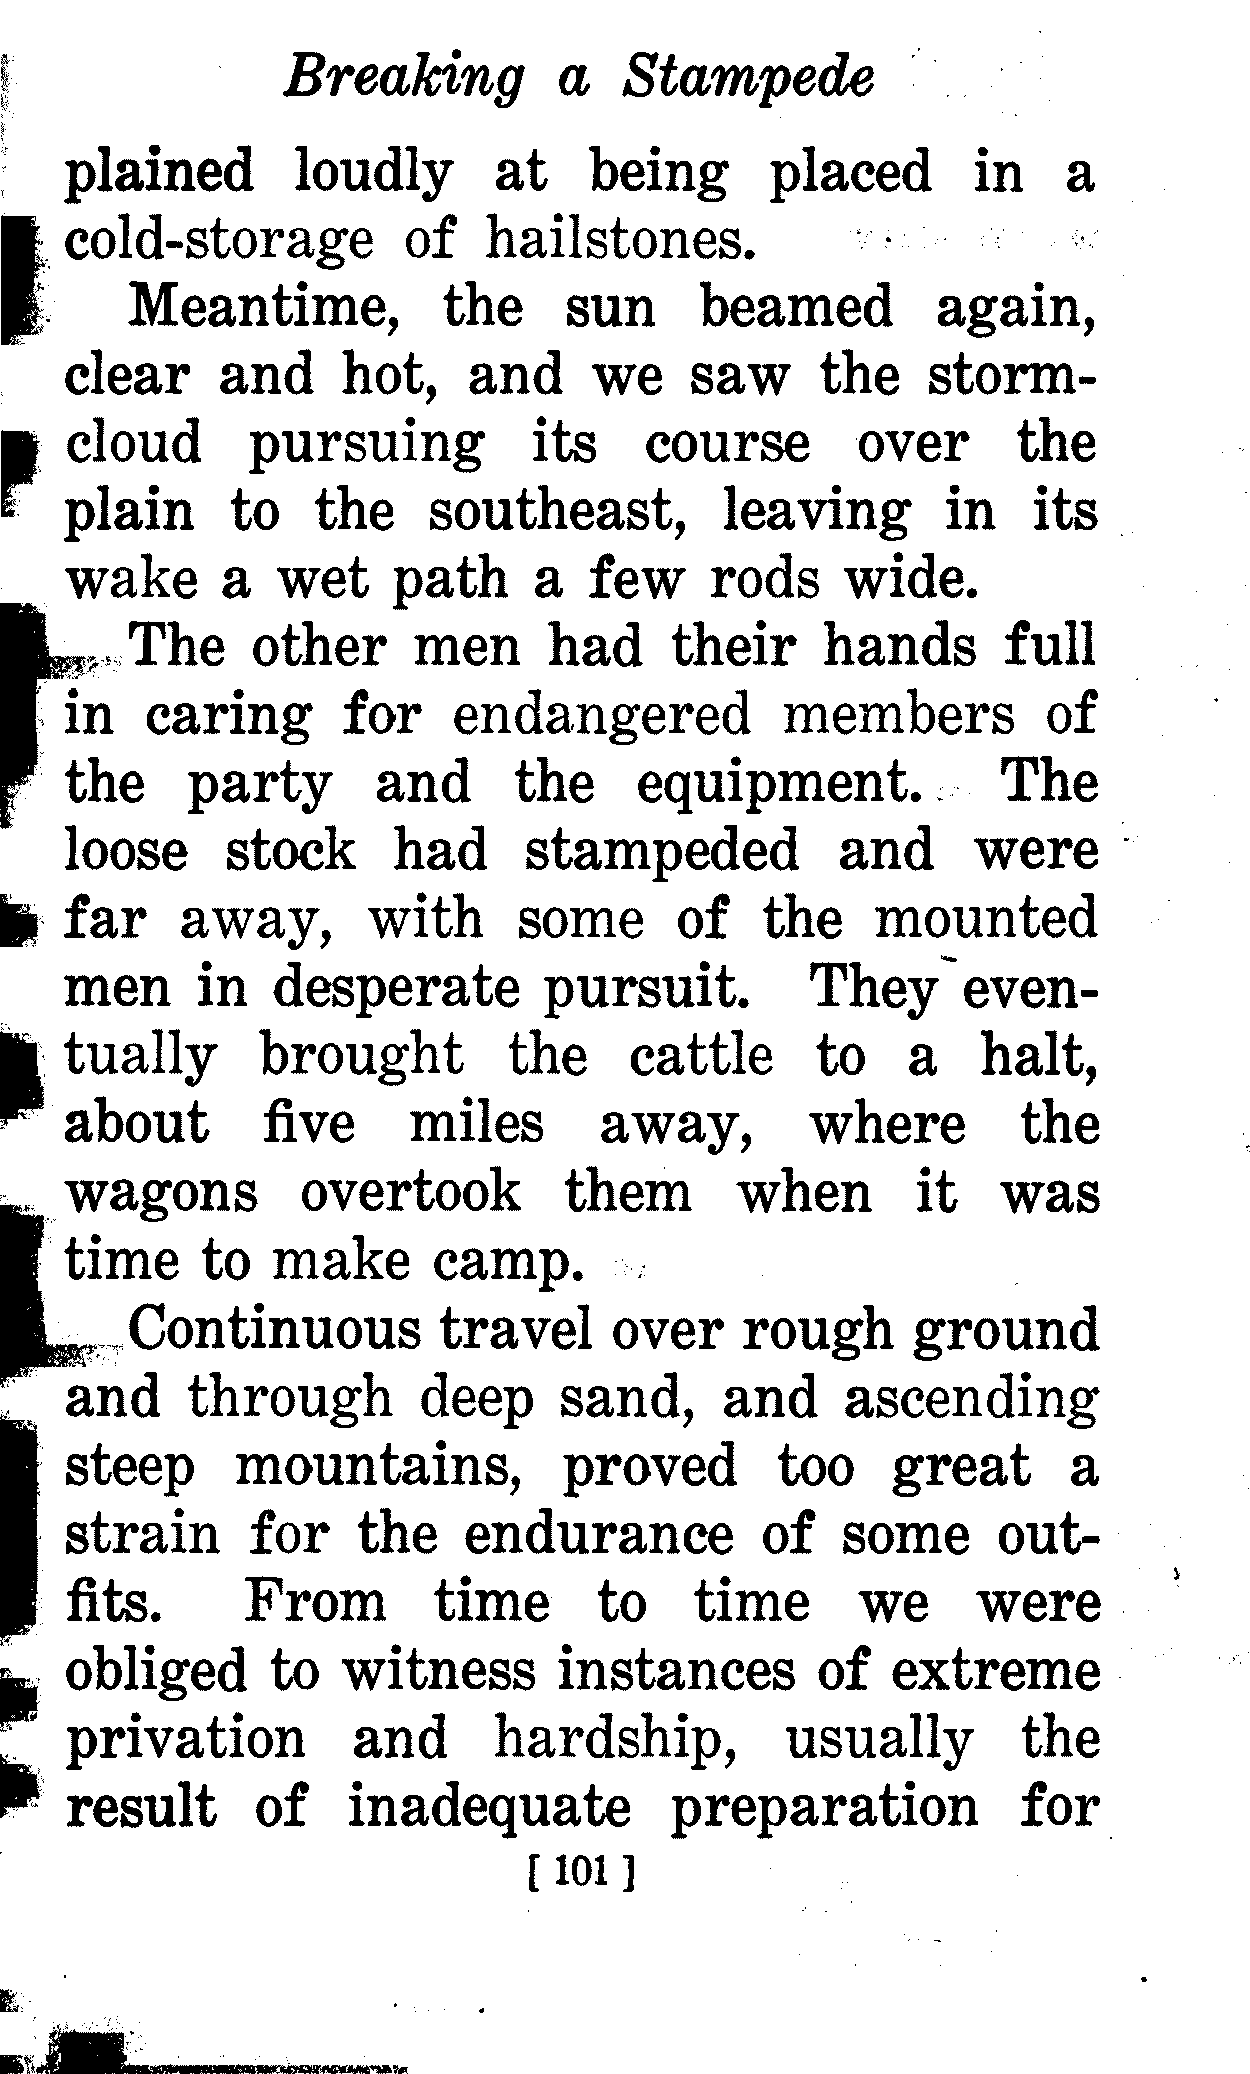 Breaking a Stampede
plained loudly at being placed in a
cold-storage of hailstones.
Meantime, the sun beamed again,
clear and hot, and we saw the storm-
cloud pursuing its course over the
plain to the southeast, leaving in its
wake a wet path a few rods wide.
The other men had their hands full
in caring for endangered members of
the party and the equipment. The
loose stock had stampeded and were
far away, with some of the mounted
men in desperate pursuit. They even-
tually brought the cattle to a halt,
about five miles away, where the
wagons overtook them when it was
time to make camp.
Continuous travel over rough ground
and through deep sand, and ascending
steep mountains, proved too great a
strain for the endurance of some out-
fits. From time to time we were
obliged to witness instances of extreme
privation and hardship, usually the
result of inadequate preparation for
[ 101 ]